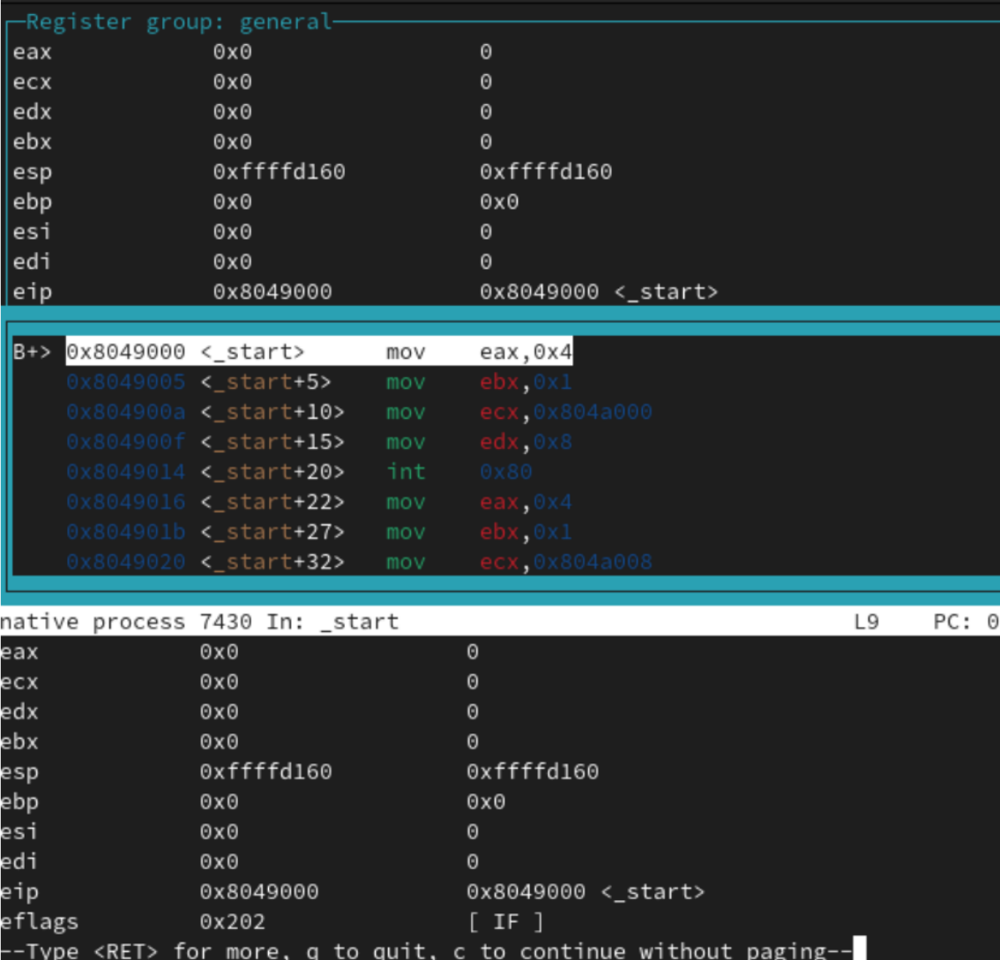 Register group: general
eax 0x0 0
ecx 0x0 0
edx 0x0 0
ebx 0x0 0
esp 0xffffd160 0xffffd160
ebp 0x0 0x0
esi 0x0 0
edi 0x0 0
eip 0x8049000 0x8049000 <_start>
B+> 0x8049000 <_start> mov eax,0x4
0x8049005 <_start+5> mov ebx,0x1
0x804900a <_start+10> mov ecx,0x804a000
0x804900f <_start+15> mov edx,0x8
0x8049014 <_start+20> int 0x80
0x8049016 <_start+22> mov eax,0x4
0x804901b <_start+27> mov ebx,0x1
0x8049020 <_start+32> mov ecx,0x804a008
native process 7430 In: _start L9 PC: 0
eax 0x0 0
ecx 0x0 0
edx 0x0 0
ebx 0x0 0
esp 0xffffd160 0xffffd160
ebp 0x0 0x0
esi 0x0 0
edi 0x0 0
eip 0x8049000 0x8049000 <_start>
eflags 0x202 [ IF ]
--Type <RET> for more, q to quit, c to continue without paging--